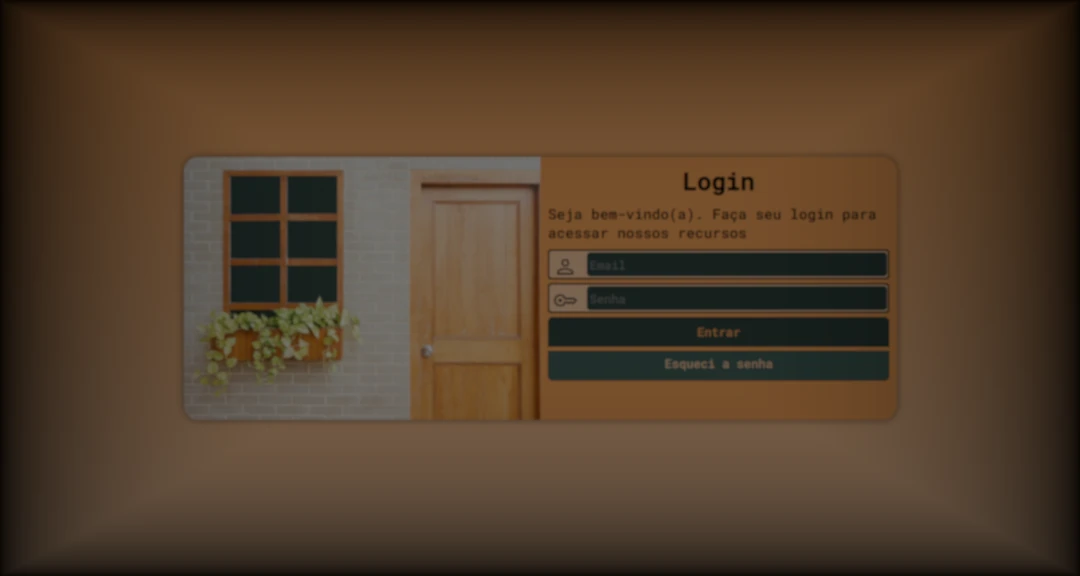 Login
Seja bem-vindo(a). Faça seu login para
acessar nossos recursos
Email
Senha
Entrar
Esqueci a senha